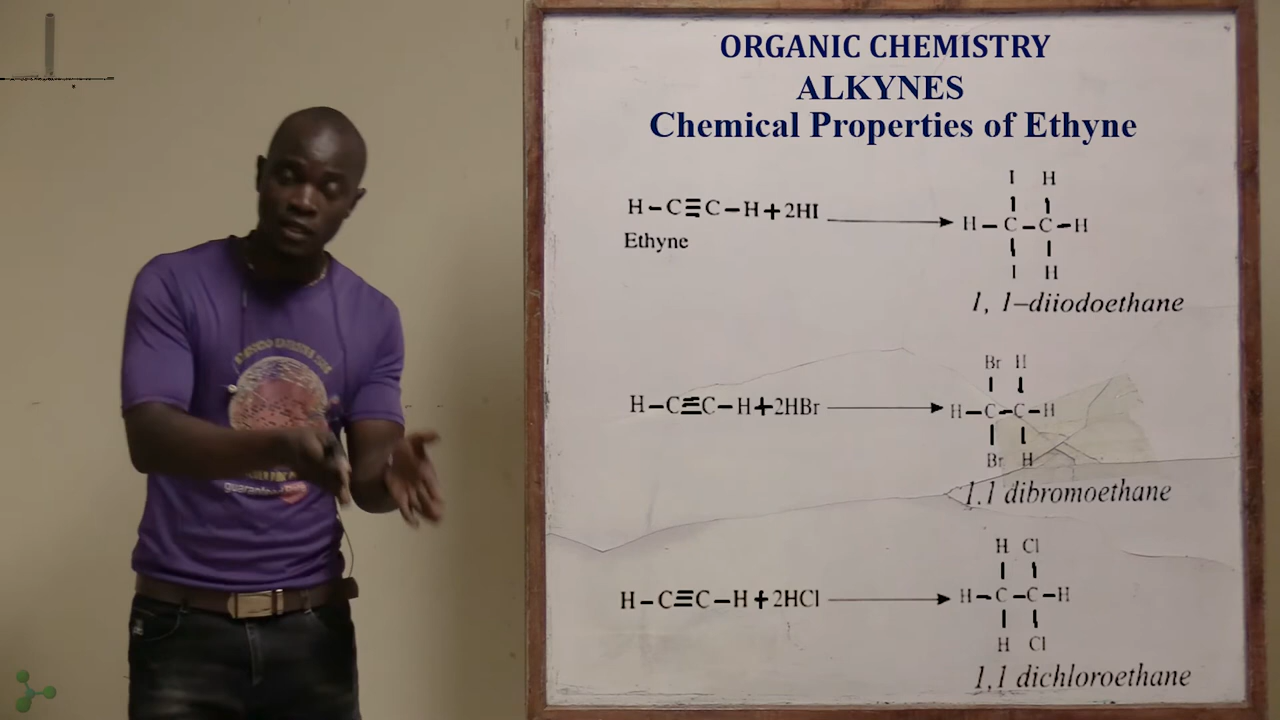 ORGANIC CHEMISTRY
ALKYNES
Chemical Properties of Ethyne
I H
H – C ≡ C – H + 2HI
H – C – C – H
Ethyne
I H
1, 1–diiodoethane
Br H
H – C ≡ C – H + 2HBr
H – C – C – H
Br H
1.1 dibromoethane
H Cl
H – C ≡ C – H + 2HCl
H – C – C – H
H Cl
1,1 dichloroethane